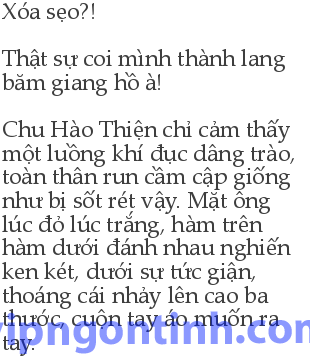 Xóa sẹo?!
Thật sự coi mình thành lang
băm giang hồ à!
Chu Hào Thiện chỉ cảm thấy
một luồng khí đục dâng trào,
toàn thân run cầm cập giống
như bị sốt rét vậy. Mặt ông
lúc đỏ lúc trắng, hàm trên
hàm dưới đánh nhau nghiến
ken két, dưới sự tức giận,
thoáng cái nhảy lên cao ba
thước, cuộn tay áo muốn ra
tay.
vipngontinh.com